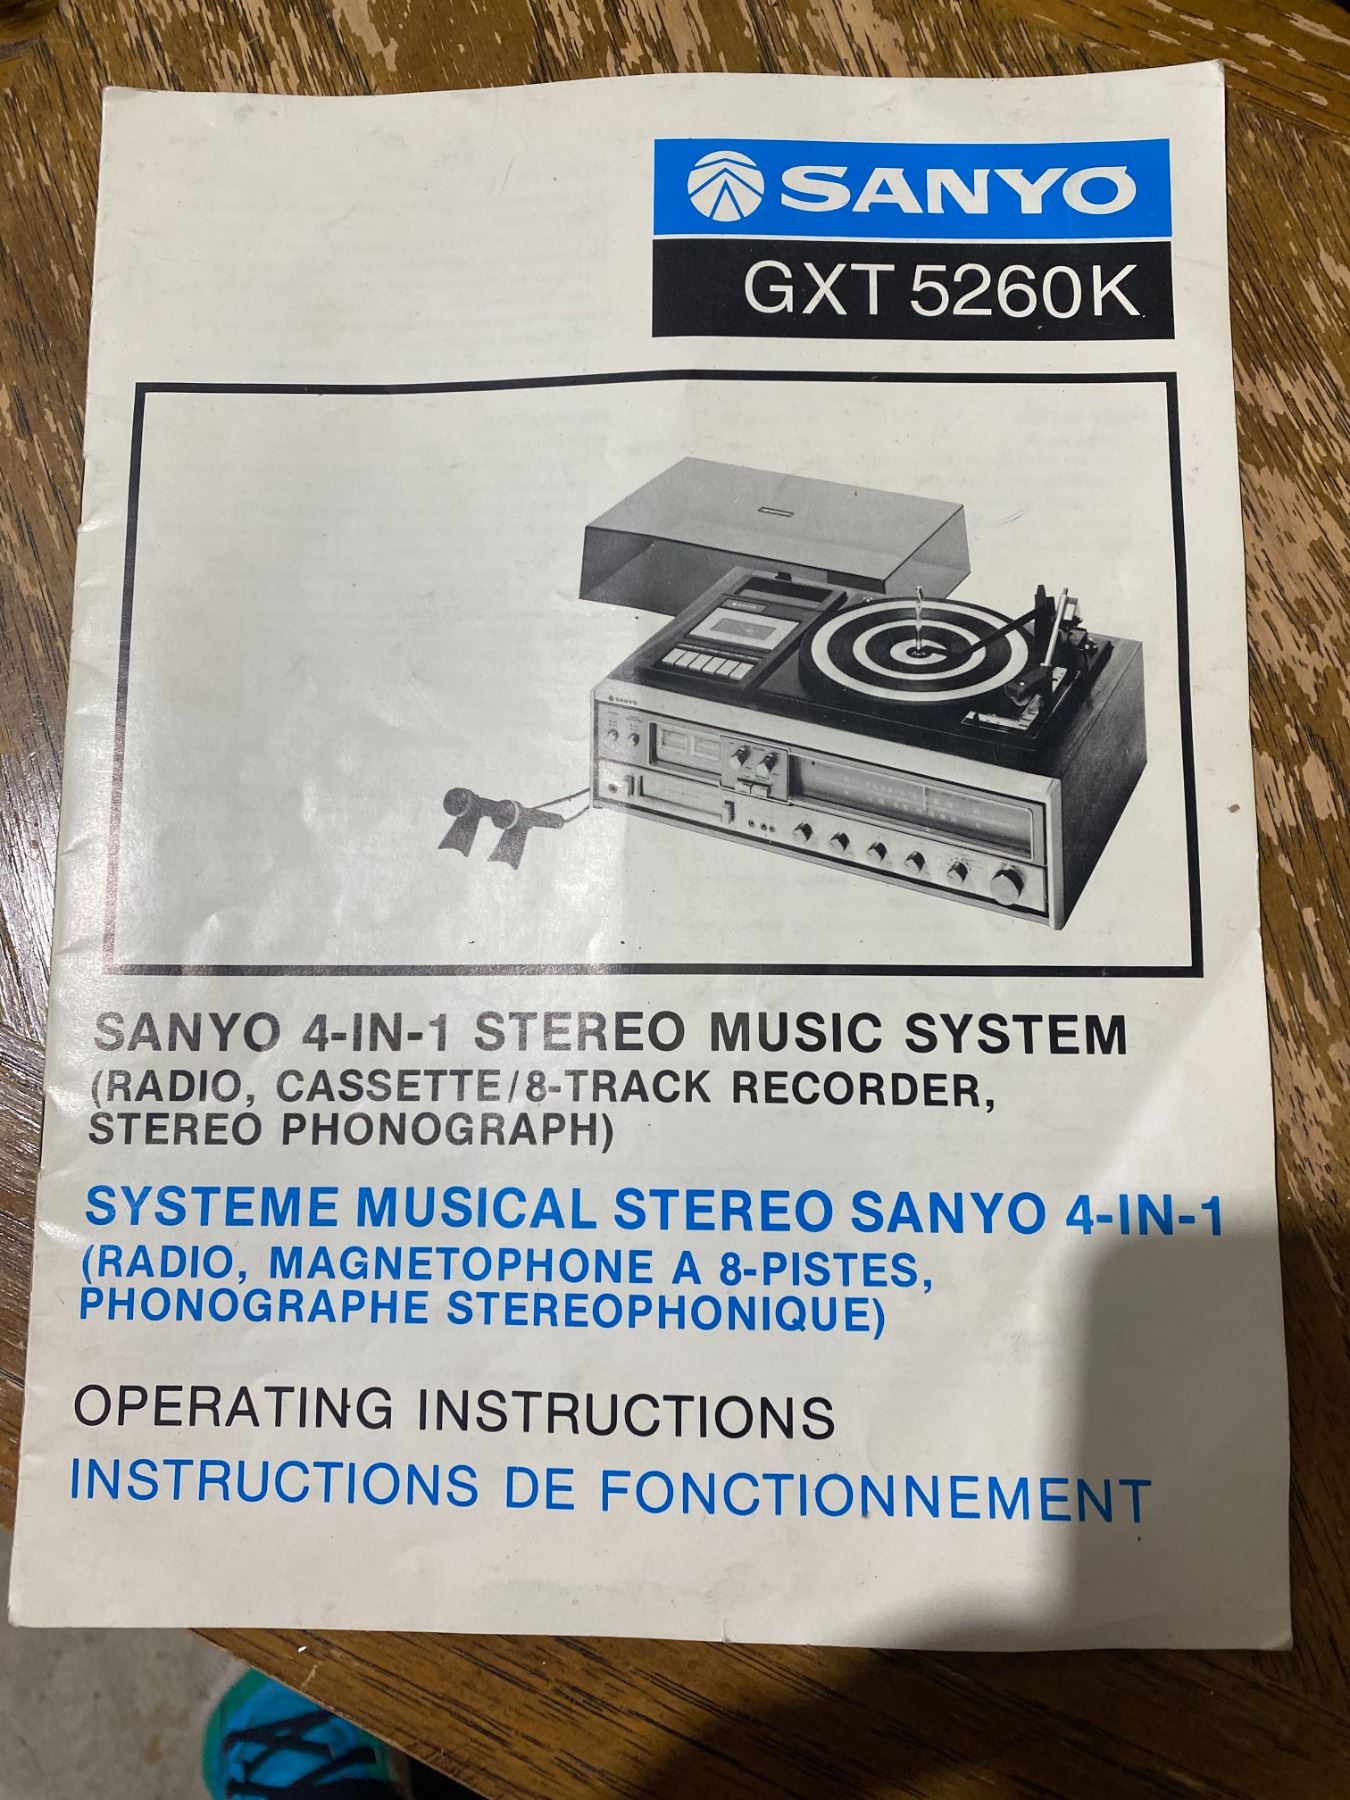 SANYO
GXT 5260K
SANYO
SANYO 4-IN-1 STEREO MUSIC SYSTEM
(RADIO, CASSETTE/8-TRACK RECORDER,
STEREO PHONOGRAPH)
SYSTEME MUSICAL STEREO SANYO 4-IN-1
(RADIO, MAGNETOPHONE A 8-PISTES,
PHONOGRAPHE STEREOPHONIQUE)
OPERATING INSTRUCTIONS
INSTRUCTIONS DE FONCTIONNEMENT